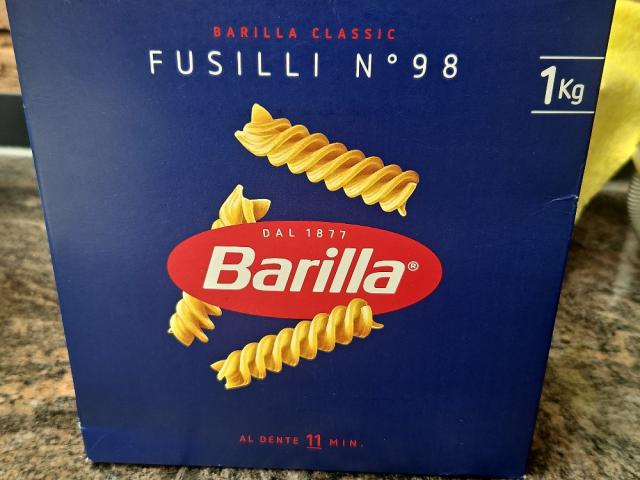 BARILLA CLASSIC
FUSILLI N°98
1Kg
DAL 1877
Barilla®
AL DENTE 11 MIN.